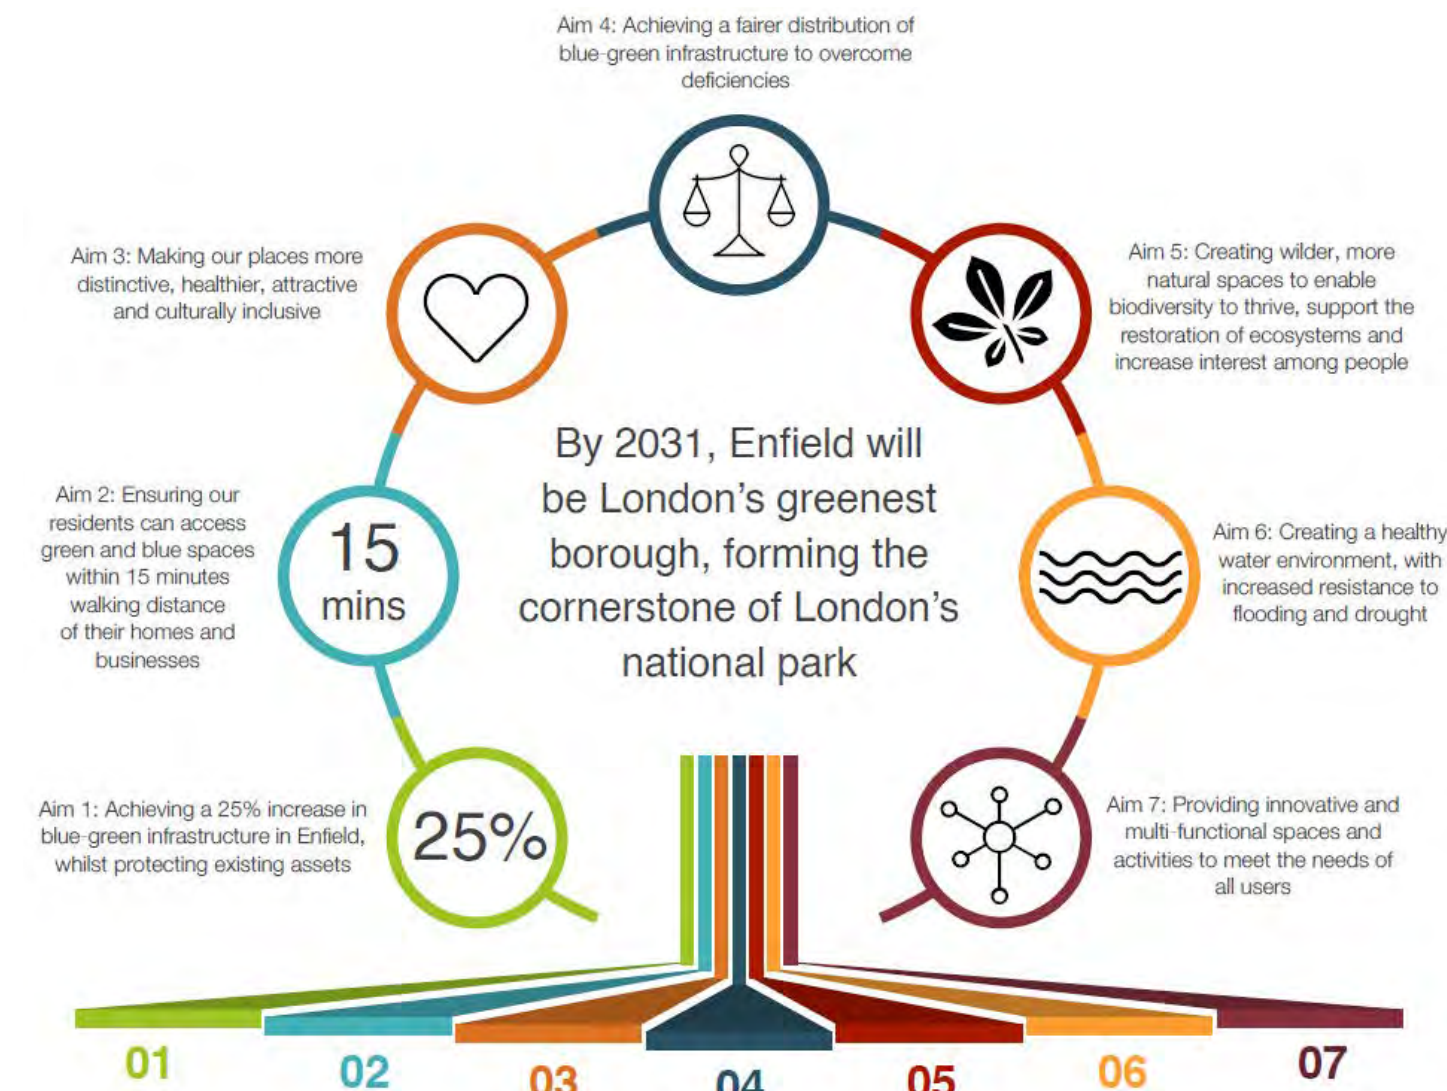 Aim 4: Achieving a fairer distribution of
blue-green infrastructure to overcome
deficiencies
Aim 3: Making our places more
distinctive, healthier, attractive
and culturally inclusive
Aim 5: Creating wilder, more
natural spaces to enable
biodiversity to thrive, support the
restoration of ecosystems and
increase interest among people
By 2031, Enfield will
be London's greenest
borough, forming the
cornerstone of London's
national park
Aim 2: Ensuring our
residents can access
green and blue spaces
within 15 minutes
walking distance
of their homes and
businesses
15
mins
Aim 6: Creating a healthy
water environment, with
increased resistance to
flooding and drought
Aim 1: Achieving a 25% increase in
blue-green infrastructure in Enfield,
whilst protecting existing assets
25%
Aim 7: Providing innovative and
multi-functional spaces and
activities to meet the needs of
all users
01
02
03
04
05
06
07